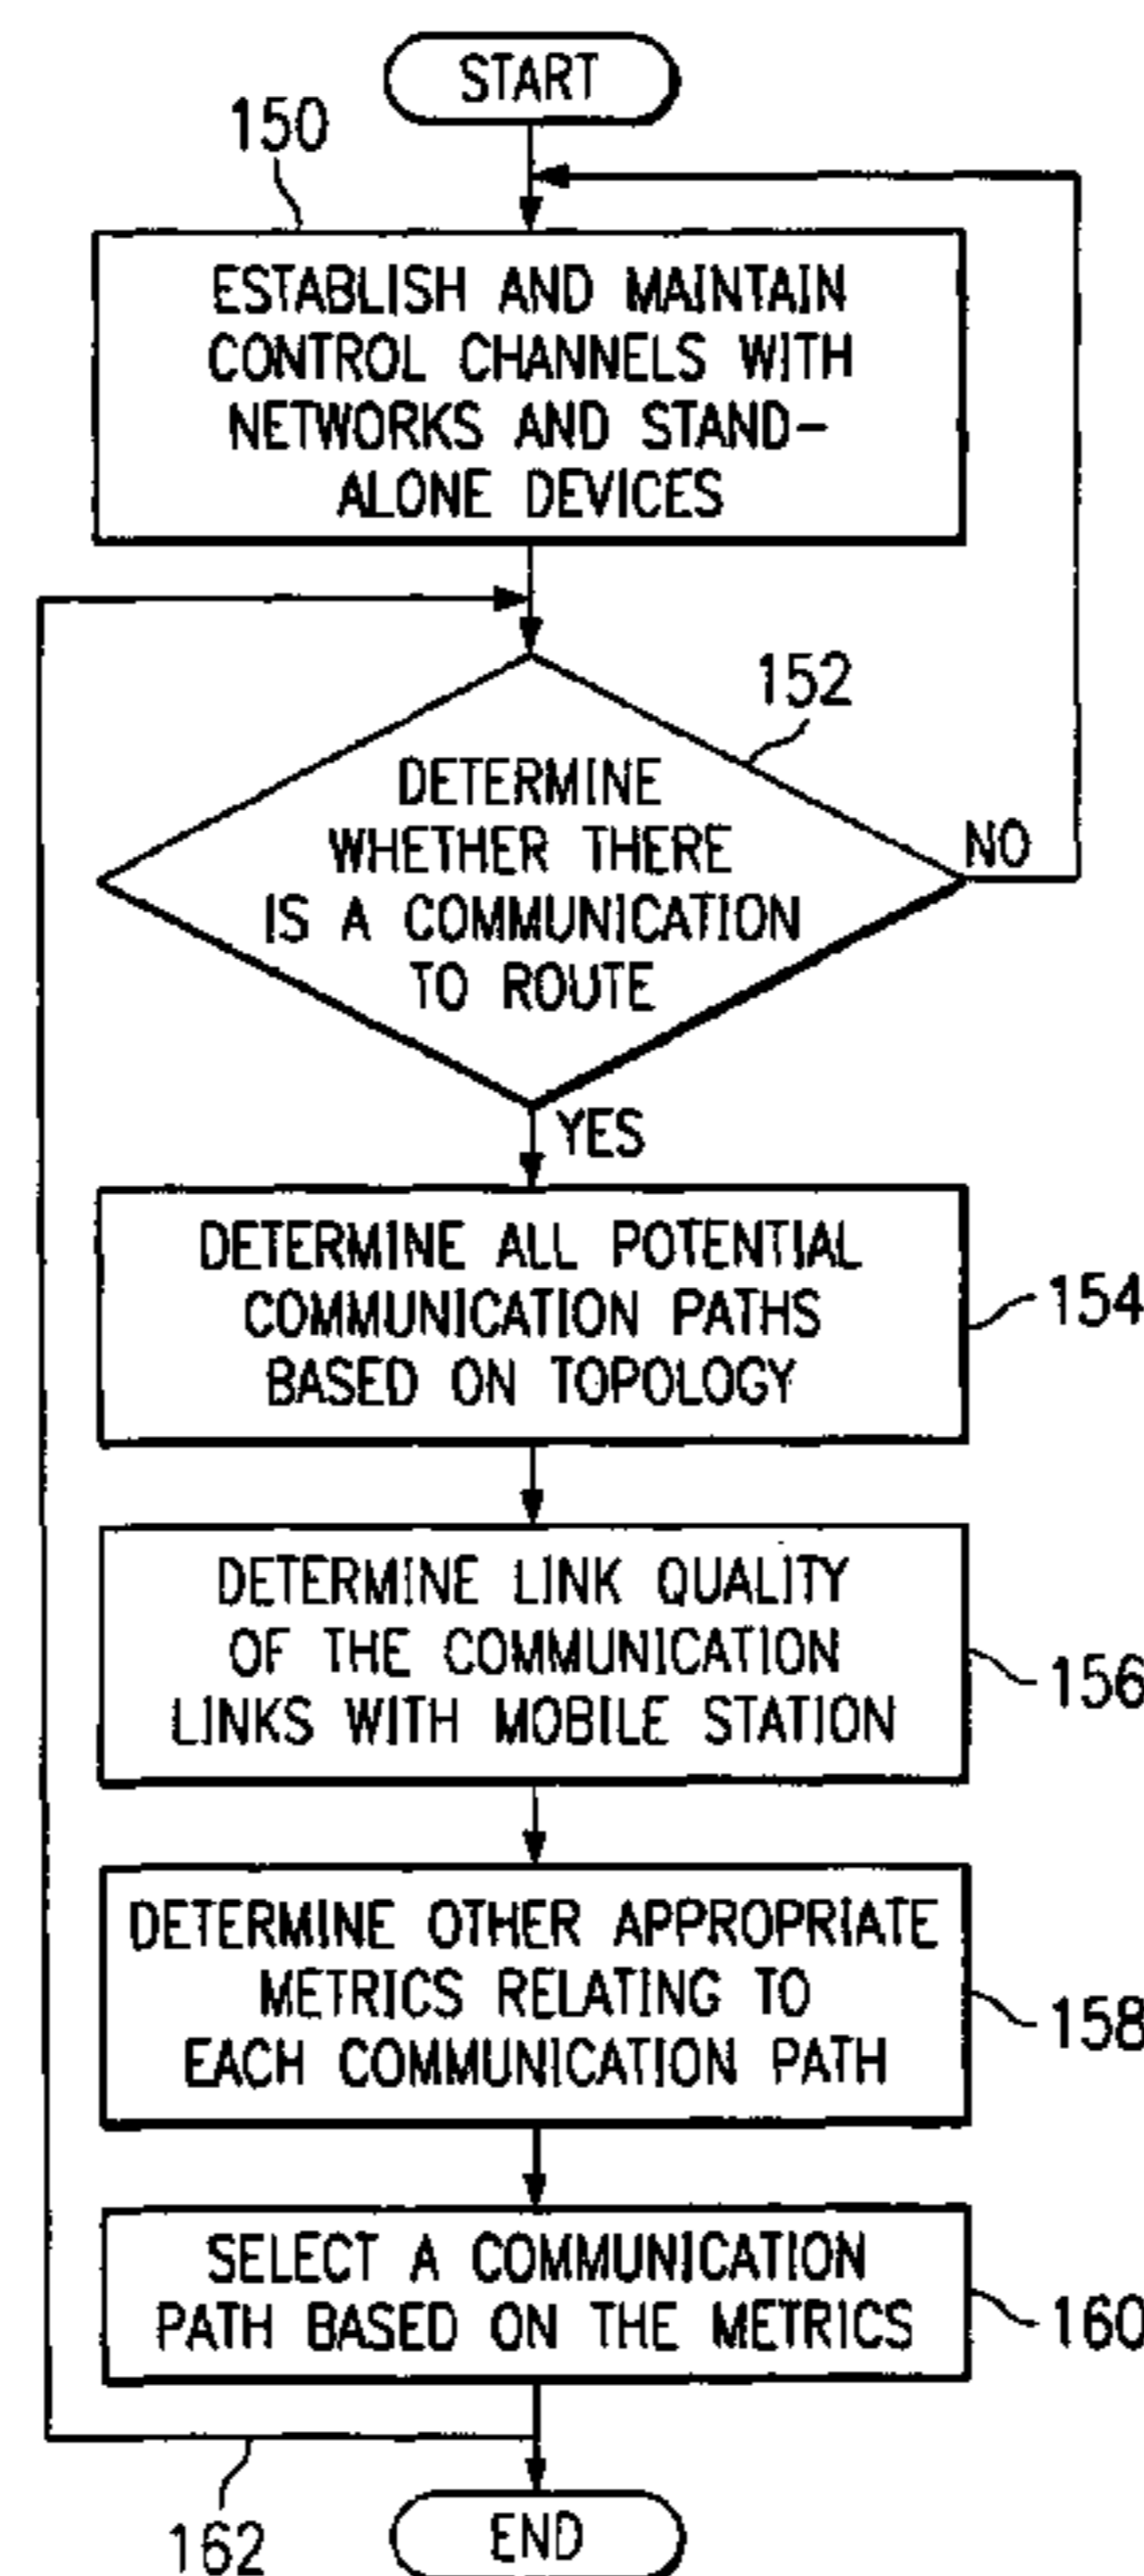 START
150
ESTABLISH AND MAINTAIN
CONTROL CHANNELS WITH
NETWORKS AND STAND-
ALONE DEVICES
152
DETERMINE
WHETHER THERE
IS A COMMUNICATION
TO ROUTE
NO
YES
DETERMINE ALL POTENTIAL
COMMUNICATION PATHS
BASED ON TOPOLOGY
154
DETERMINE LINK QUALITY
OF THE COMMUNICATION
LINKS WITH MOBILE STATION
156
DETERMINE OTHER APPROPRIATE
METRICS RELATING TO
EACH COMMUNICATION PATH
158
SELECT A COMMUNICATION
PATH BASED ON THE METRICS
160
162
END